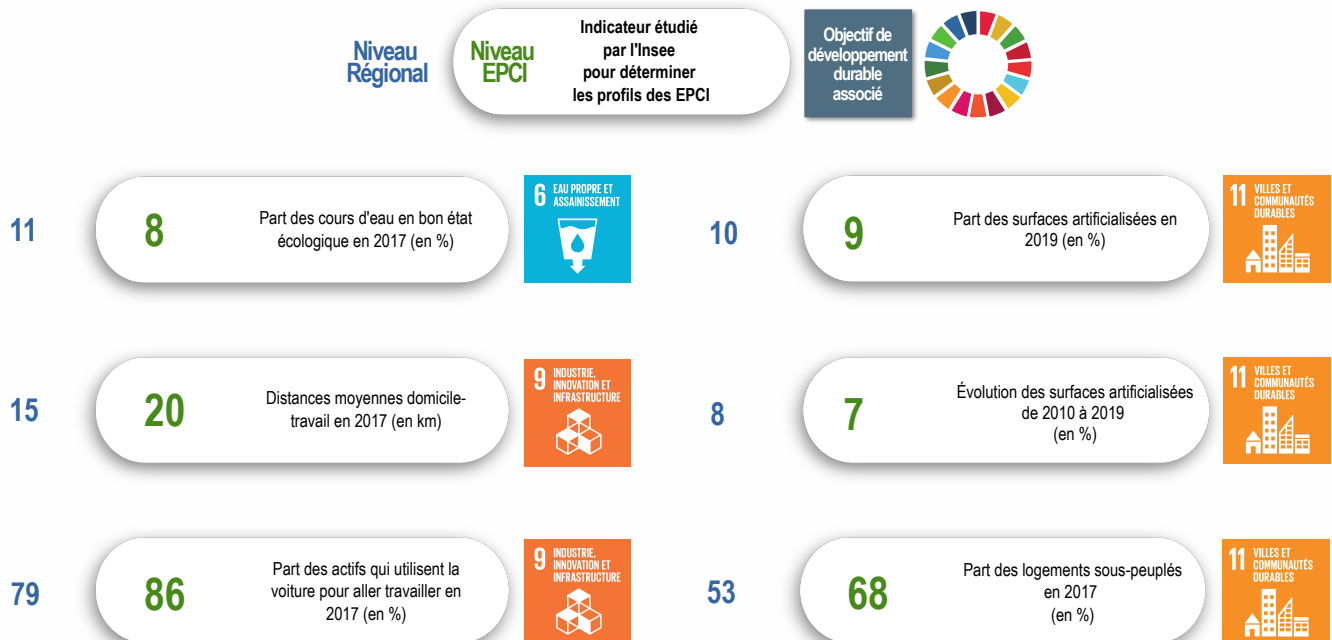 Niveau
Régional
Niveau
EPCI
Indicateur étudié
par l'Insee
pour déterminer
les profils des EPCI
Objectif de
développement
durable
associé
11
8
Part des cours d'eau en bon état
écologique en 2017 (en %)
6 EAU PROPRE ET
ASSAINISSEMENT
10
9
Part des surfaces artificialisées en
2019 (en %)
11 VILLES ET
COMMUNAUTÉS
DURABLES
15
20
Distances moyennes domicile-
travail en 2017 (en km)
9 INDUSTRIE,
INNOVATION ET
INFRASTRUCTURE
8
7
Évolution des surfaces artificialisées
de 2010 à 2019
(en %)
11 VILLES ET
COMMUNAUTÉS
DURABLES
79
86
Part des actifs qui utilisent la
voiture pour aller travailler en
2017 (en %)
9 INDUSTRIE,
INNOVATION ET
INFRASTRUCTURE
53
68
Part des logements sous-peuplés
en 2017
(en %)
11 VILLES ET
COMMUNAUTÉS
DURABLES